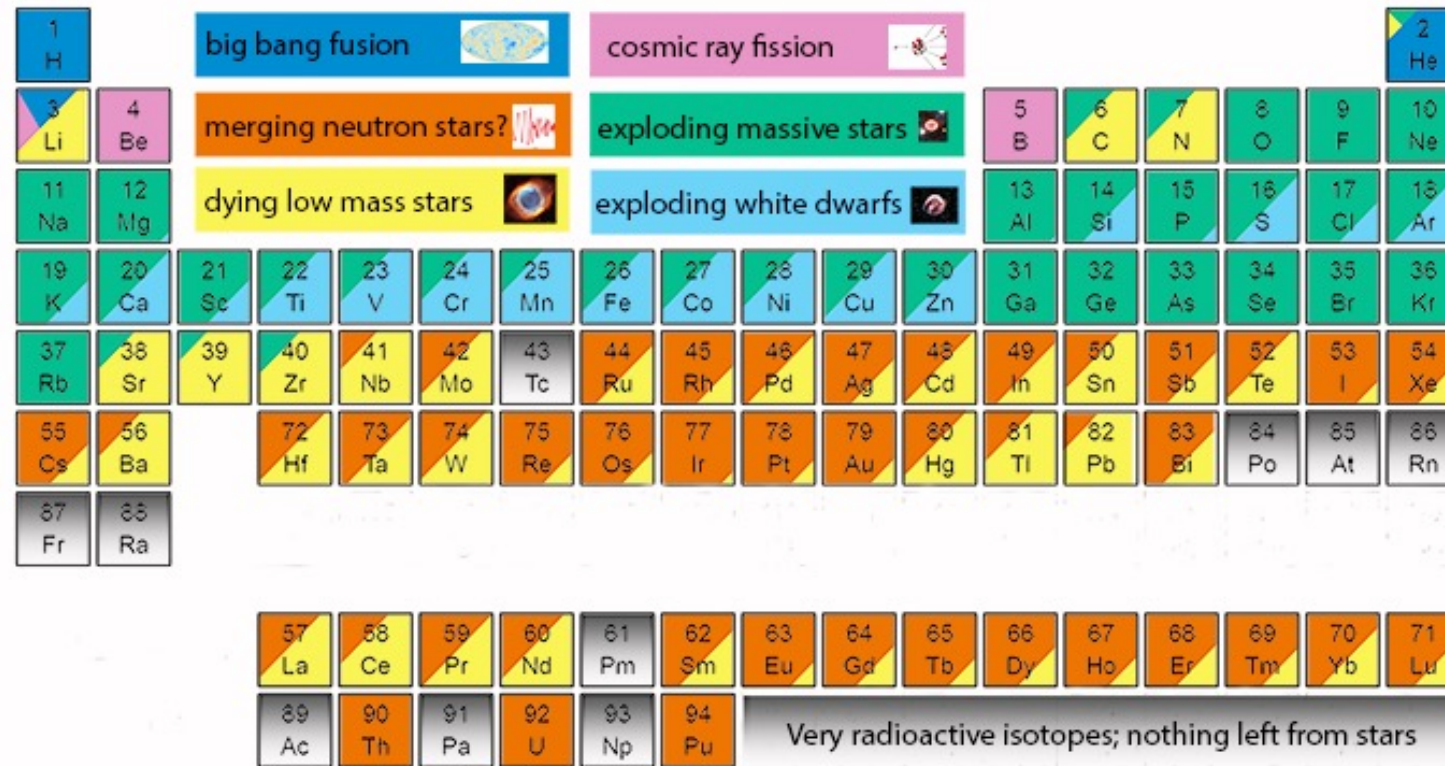 1 big bang fusion cosmic ray fission 2
H He
3 4 merging neutron stars? exploding massive stars 5 6 7 8 9 10
Li Be B C N O F Ne
11 12 dying low mass stars exploding white dwarfs 13 14 15 16 17 18
Na Mg Al Si P S Cl Ar
19 20 21 22 23 24 25 26 27 28 29 30 31 32 33 34 35 36
K Ca Sc Ti V Cr Mn Fe Co Ni Cu Zn Ga Ge As Se Br Kr
37 38 39 40 41 42 43 44 45 46 47 48 49 50 51 52 53 54
Rb Sr Y Zr Nb Mo Tc Ru Rh Pd Ag Cd In Sn Sb Te I Xe
55 56 72 73 74 75 76 77 78 79 80 81 82 83 84 85 86
Cs Ba Hf Ta W Re Os Ir Pt Au Hg Tl Pb Bi Po At Rn
87 88
Fr Ra
57 58 59 60 61 62 63 64 65 66 67 68 69 70 71
La Ce Pr Nd Pm Sm Eu Gd Tb Dy Ho Er Tm Yb Lu
89 90 91 92 93 94 Very radioactive isotopes; nothing left from stars
Ac Th Pa U Np Pu